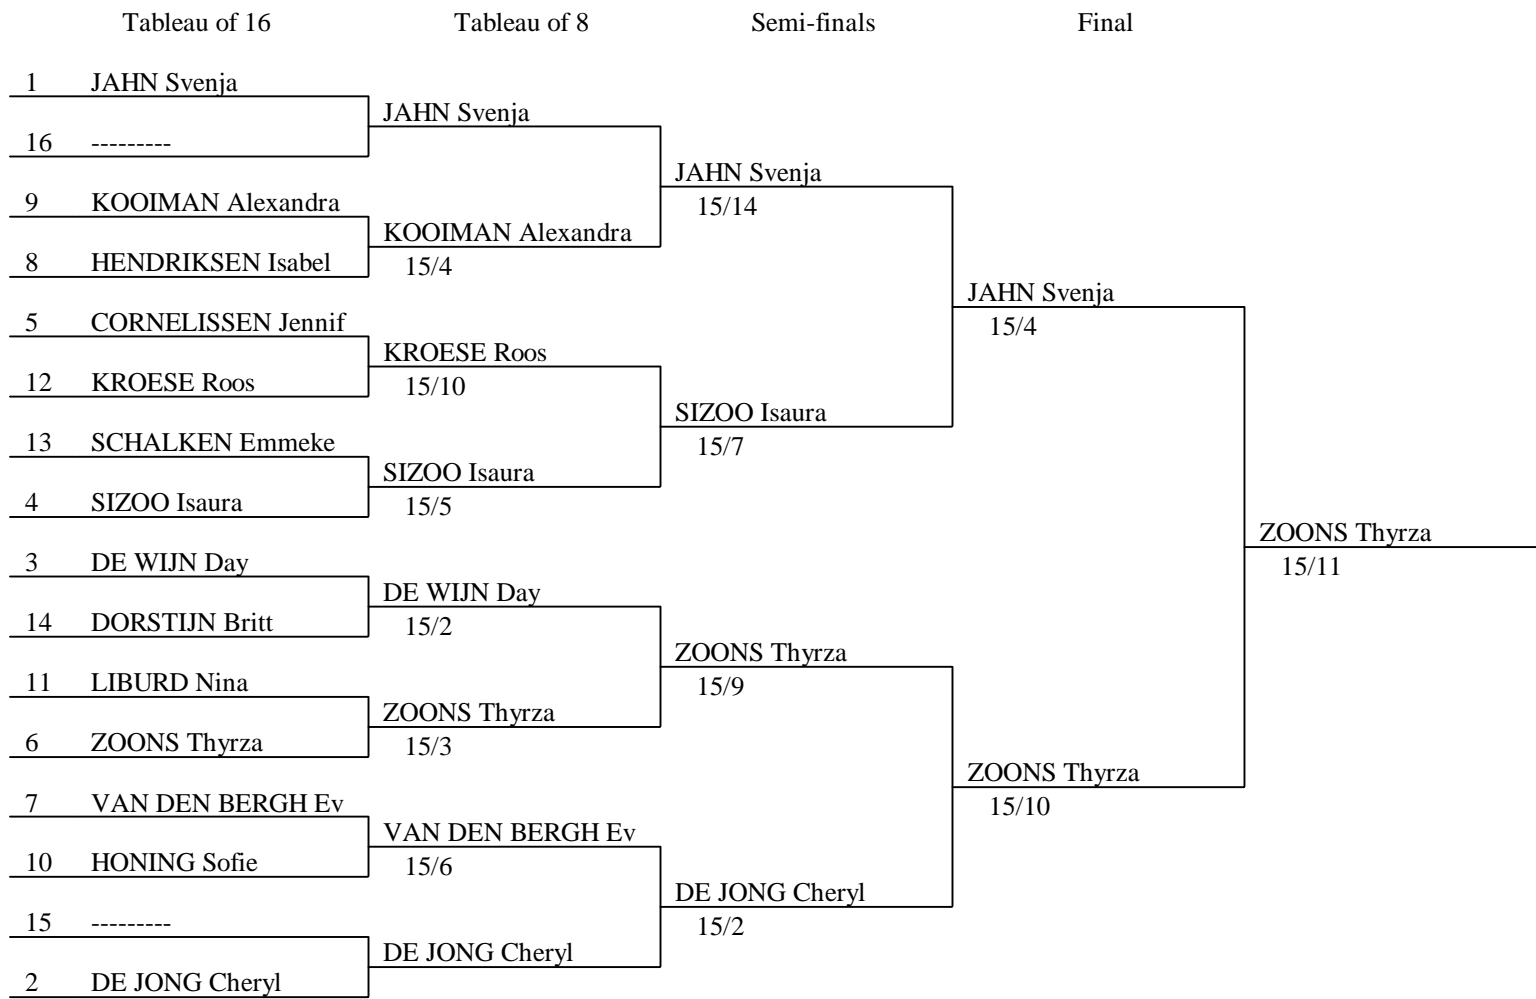 Tableau of 16 Tableau of 8 Semi-finals Final
1 JAHN Svenja
JAHN Svenja
16 ---------
JAHN Svenja
15/14
9 KOOIMAN Alexandra
KOOIMAN Alexandra
15/4
8 HENDRIKSEN Isabel
JAHN Svenja
15/4
5 CORNELISSEN Jennif
KROESE Roos
15/10
12 KROESE Roos
SIZOO Isaura
15/7
13 SCHALKEN Emmeke
SIZOO Isaura
15/5
4 SIZOO Isaura
ZOONS Thyrza
15/11
3 DE WIJN Day
DE WIJN Day
15/2
14 DORSTIJN Britt
ZOONS Thyrza
15/9
11 LIBURD Nina
ZOONS Thyrza
15/3
6 ZOONS Thyrza
ZOONS Thyrza
15/10
7 VAN DEN BERGH Ev
VAN DEN BERGH Ev
15/6
10 HONING Sofie
DE JONG Cheryl
15/2
15 ---------
DE JONG Cheryl
2 DE JONG Cheryl